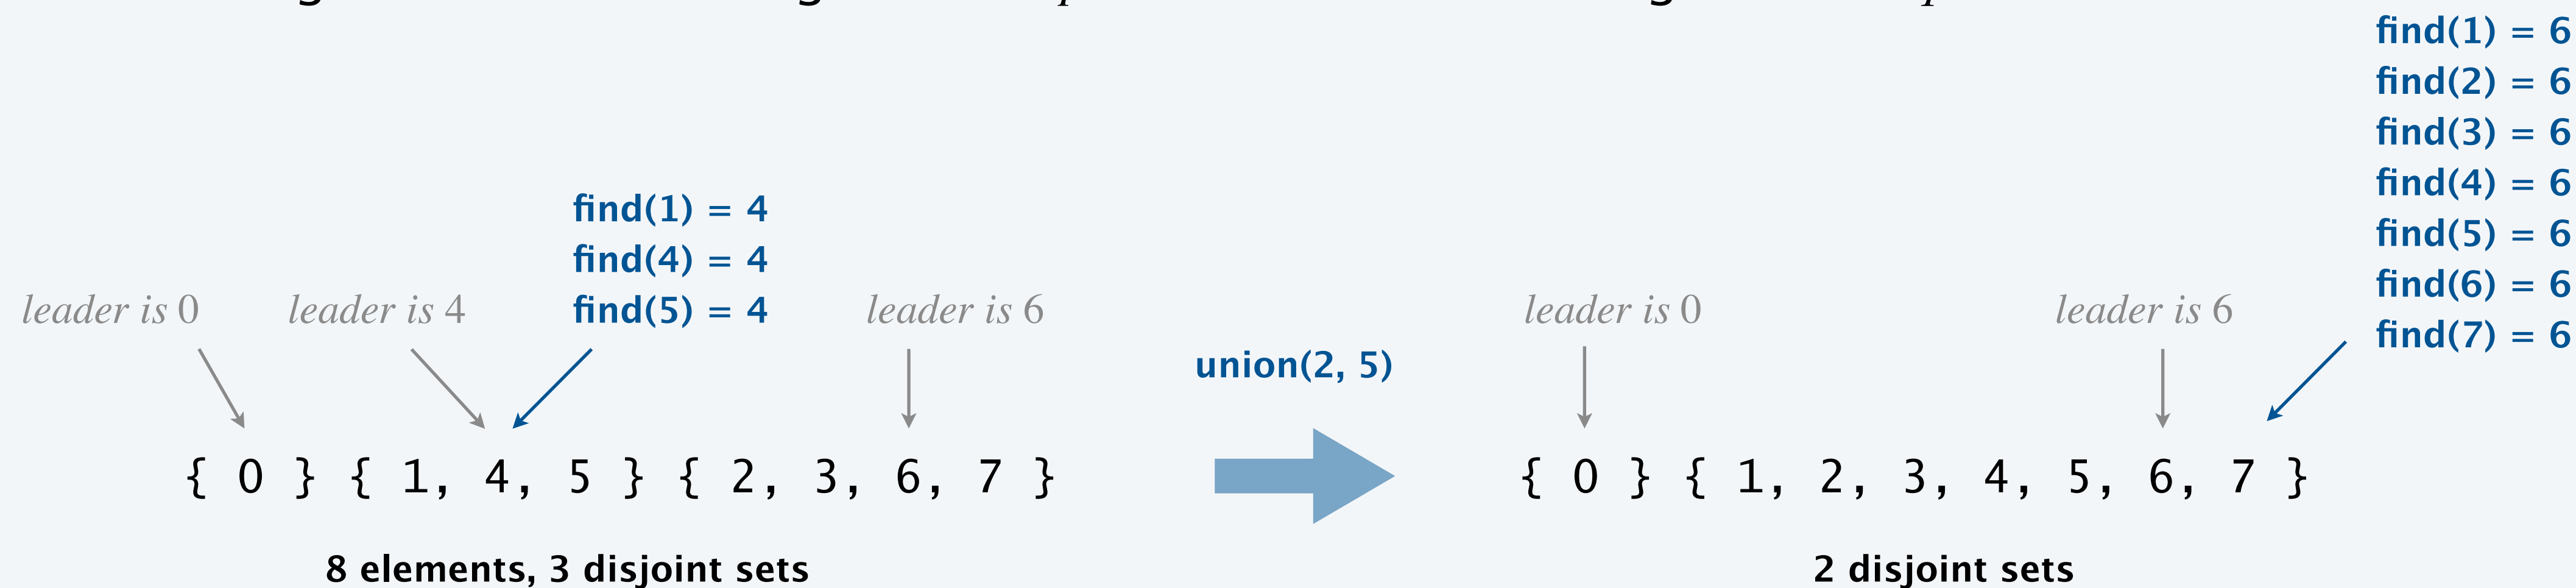 find(1) = 4
find(4) = 4
find(5) = 4
leader is 0
leader is 4
leader is 6
{ 0 } { 1, 4, 5 } { 2, 3, 6, 7 }
8 elements, 3 disjoint sets
union(2, 5)
find(1) = 6
find(2) = 6
find(3) = 6
find(4) = 6
find(5) = 6
find(6) = 6
find(7) = 6
leader is 0
leader is 6
{ 0 } { 1, 2, 3, 4, 5, 6, 7 }
2 disjoint sets